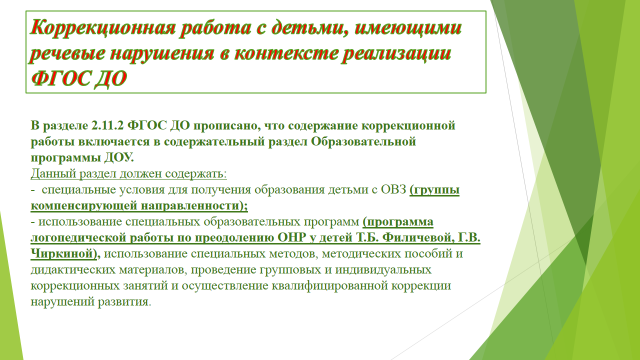 Коррекционная работа с детьми, имеющими
речевые нарушения в контексте реализации
ФГОС ДО
В разделе 2.11.2 ФГОС ДО прописано, что содержание коррекционной
работы включается в содержательный раздел Образовательной
программы ДОУ.
Данный раздел должен содержать:
- специальные условия для получения образования детьми с ОВЗ (группы
компенсирующей направленности);
- использование специальных образовательных программ (программа
логопедической работы по преодолению ОНР у детей Т.Б. Филичевой, Г.В.
Чиркиной), использование специальных методов, методических пособий и
дидактических материалов, проведение групповых и индивидуальных
коррекционных занятий и осуществление квалифицированной коррекции
нарушений развития.